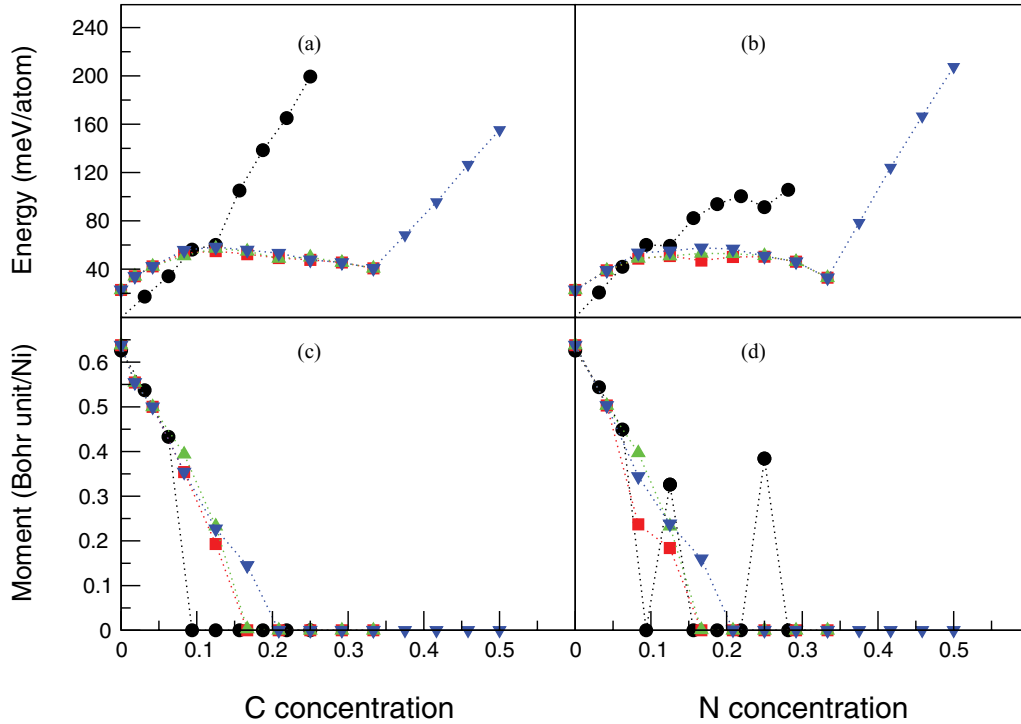 (a) (b)
240
200
160
120
80
40
Energy (meV/atom)
(c) (d)
0.6
0.5
0.4
0.3
0.2
0.1
0
Moment (Bohr unit/Ni)
0 0.1 0.2 0.3 0.4 0.5 0 0.1 0.2 0.3 0.4 0.5
C concentration N concentration